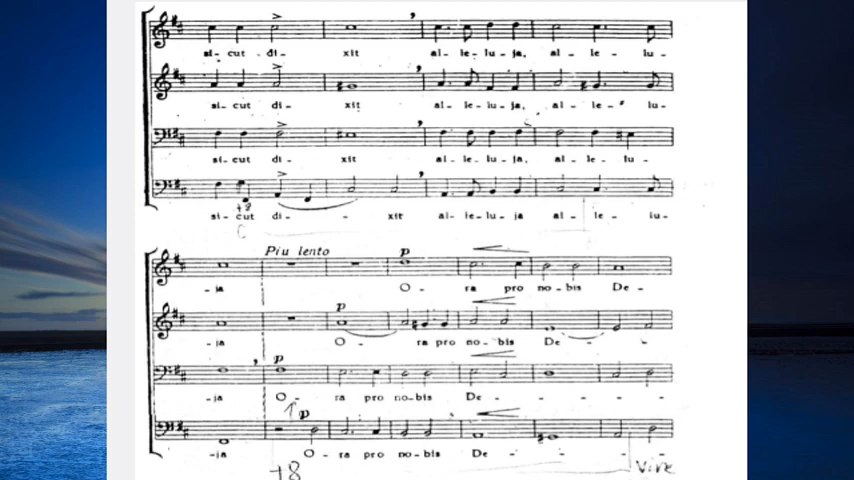 si- cut di- xit al- le- lu- ja, al- le- lu-
si- cut di- xit al- le- lu- ja, al- le- lu-
si- cut di- xit al- le- lu- ja, al- le- lu-
si- cut di- xit al- le- lu- ja al- le- lu-
+8
Piu lento p
-ja O- ra pro no-bis De-
p
-ja O- ra pro no-bis De-
p
-ja O- ra pro no-bis De-
p
-ja O- ra pro no-bis De-
+8